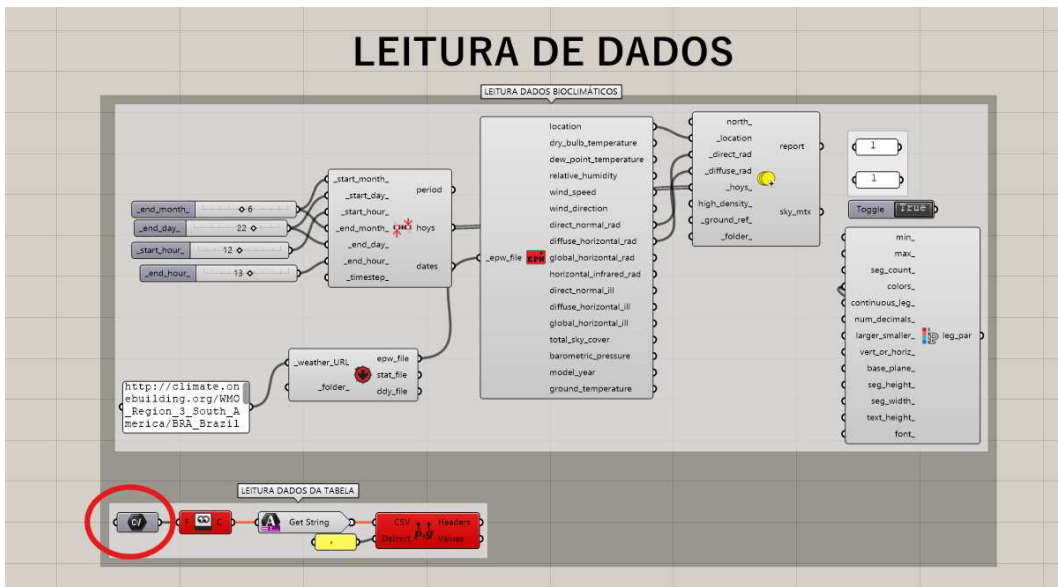 LEITURA DE DADOS
LEITURA DADOS BIOCLIMÁTICOS
_end_month_ 6
_end_day_ 22
_start_hour_ 12
_end_hour_ 13
_start_month_
_start_day_
_start_hour_
_end_month_
_end_day_
_end_hour_
_timestep_
period
hoys
dates
http://climate.on
ebuilding.org/WMO
_Region_3_South_A
merica/BRA_Brazil
_weather_URL
_folder_
epw_file
stat_file
ddy_file
_epw_file
EPW
location
dry_bulb_temperature
dew_point_temperature
relative_humidity
wind_speed
wind_direction
direct_normal_rad
diffuse_horizontal_rad
global_horizontal_rad
horizontal_infrared_rad
direct_normal_ill
diffuse_horizontal_ill
global_horizontal_ill
total_sky_cover
barometric_pressure
model_year
ground_temperature
north_
_location
_direct_rad
_diffuse_rad
_hoys_
high_density_
_ground_ref_
_folder_
report
sky_mtx
1
1
Toggle True
min_
max_
seg_count_
colors_
continuous_leg_
num_decimals_
larger_smaller_
vert_or_horiz_
base_plane_
seg_height_
seg_width_
text_height_
font_
leg_par
LEITURA DADOS DA TABELA
C/
F C
A Get String
,
CSV
Delimit
p,g
Headers
Values